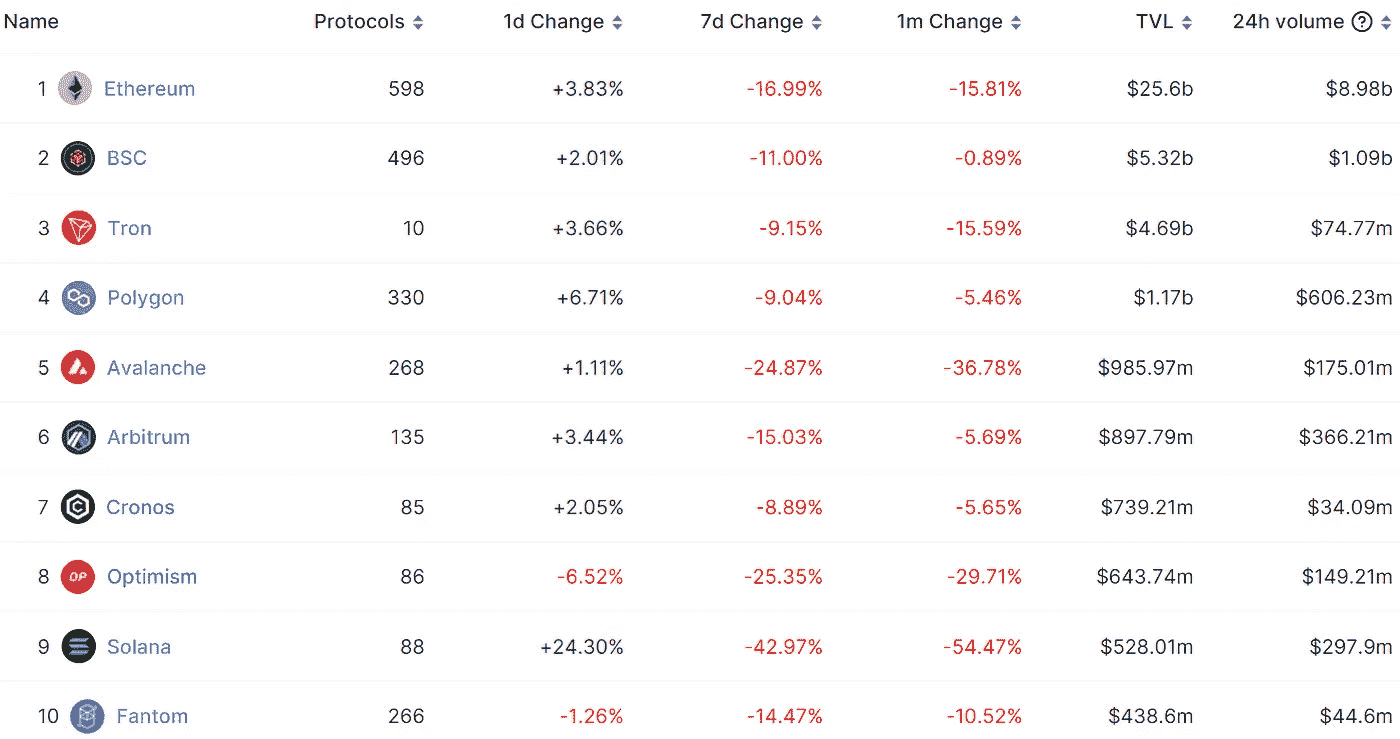 Name Protocols 1d Change 7d Change 1m Change TVL 24h volume ?
1 Ethereum 598 +3.83% -16.99% -15.81% $25.6b $8.98b
2 BSC 496 +2.01% -11.00% -0.89% $5.32b $1.09b
3 Tron 10 +3.66% -9.15% -15.59% $4.69b $74.77m
4 Polygon 330 +6.71% -9.04% -5.46% $1.17b $606.23m
5 Avalanche 268 +1.11% -24.87% -36.78% $985.97m $175.01m
6 Arbitrum 135 +3.44% -15.03% -5.69% $897.79m $366.21m
7 Cronos 85 +2.05% -8.89% -5.65% $739.21m $34.09m
8 OP Optimism 86 -6.52% -25.35% -29.71% $643.74m $149.21m
9 Solana 88 +24.30% -42.97% -54.47% $528.01m $297.9m
10 Fantom 266 -1.26% -14.47% -10.52% $438.6m $44.6m